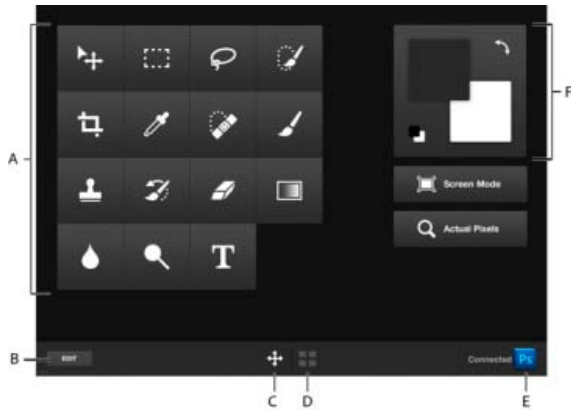 A
F
Screen Mode
Actual Pixels
T
B
EDIT
Connected
Ps
C
D
E